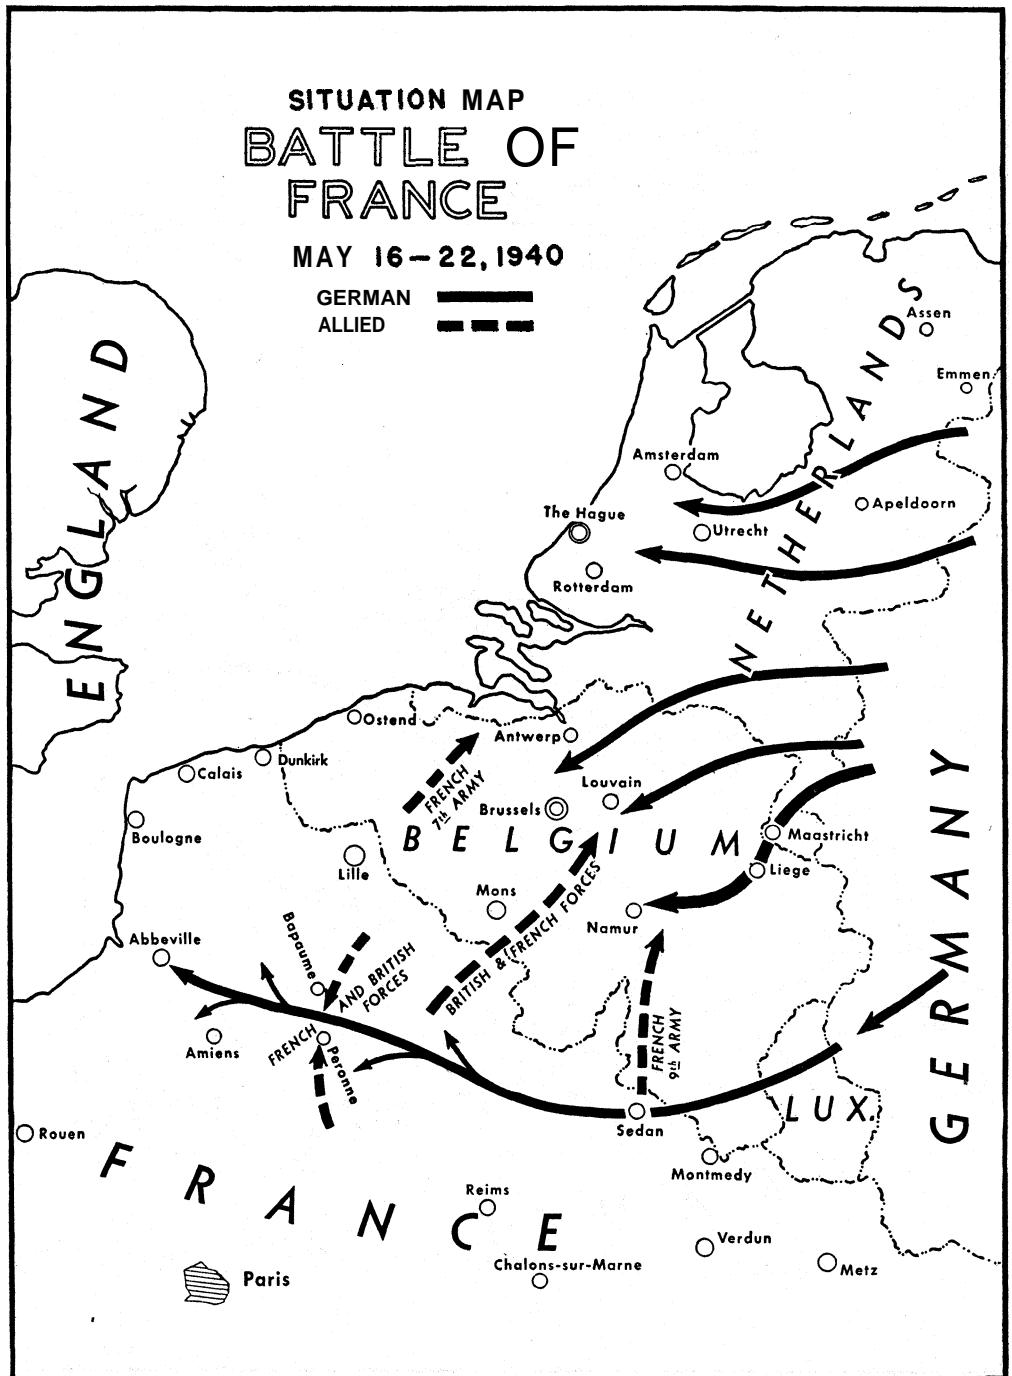 SITUATION MAP
BATTLE OF
FRANCE
MAY 16-22, 1940
GERMAN
ALLIED
ENGLAND
NETHERLANDS
Assen
Emmen
Amsterdam
Apeldoorn
The Hague
Utrecht
Rotterdam
Ostend
Antwerp
Dunkirk
Calais
FRENCH
7th ARMY
Louvain
Brussels
Boulogne
BELGIUM
Maastricht
GERMANY
Lille
Liege
Mons
Namur
Abbeville
Bapaume
AND BRITISH
FORCES
BRITISH & FRENCH FORCES
Amiens
FRENCH
Peronne
FRENCH
9th ARMY
LUX.
Sedan
Rouen
Montmedy
FRANCE
Reims
Verdun
Chalons-sur-Marne
Metz
Paris